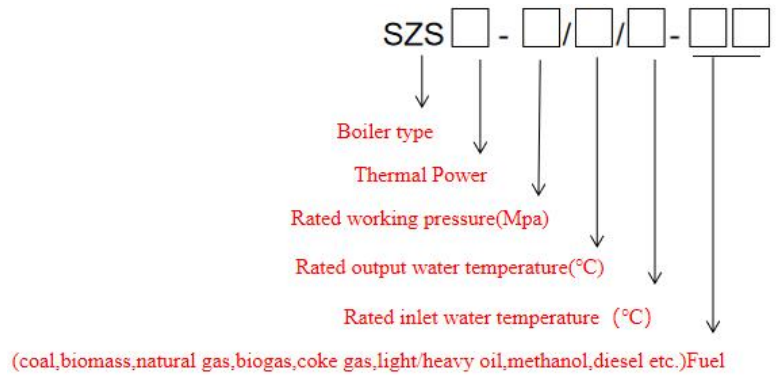 SZS□-□/□/□-□□
Boiler type
Thermal Power
Rated working pressure(Mpa)
Rated output water temperature(°C)
Rated inlet water temperature（°C）
(coal,biomass,natural gas,biogas,coke gas,light/heavy oil,methanol,diesel etc.)Fuel